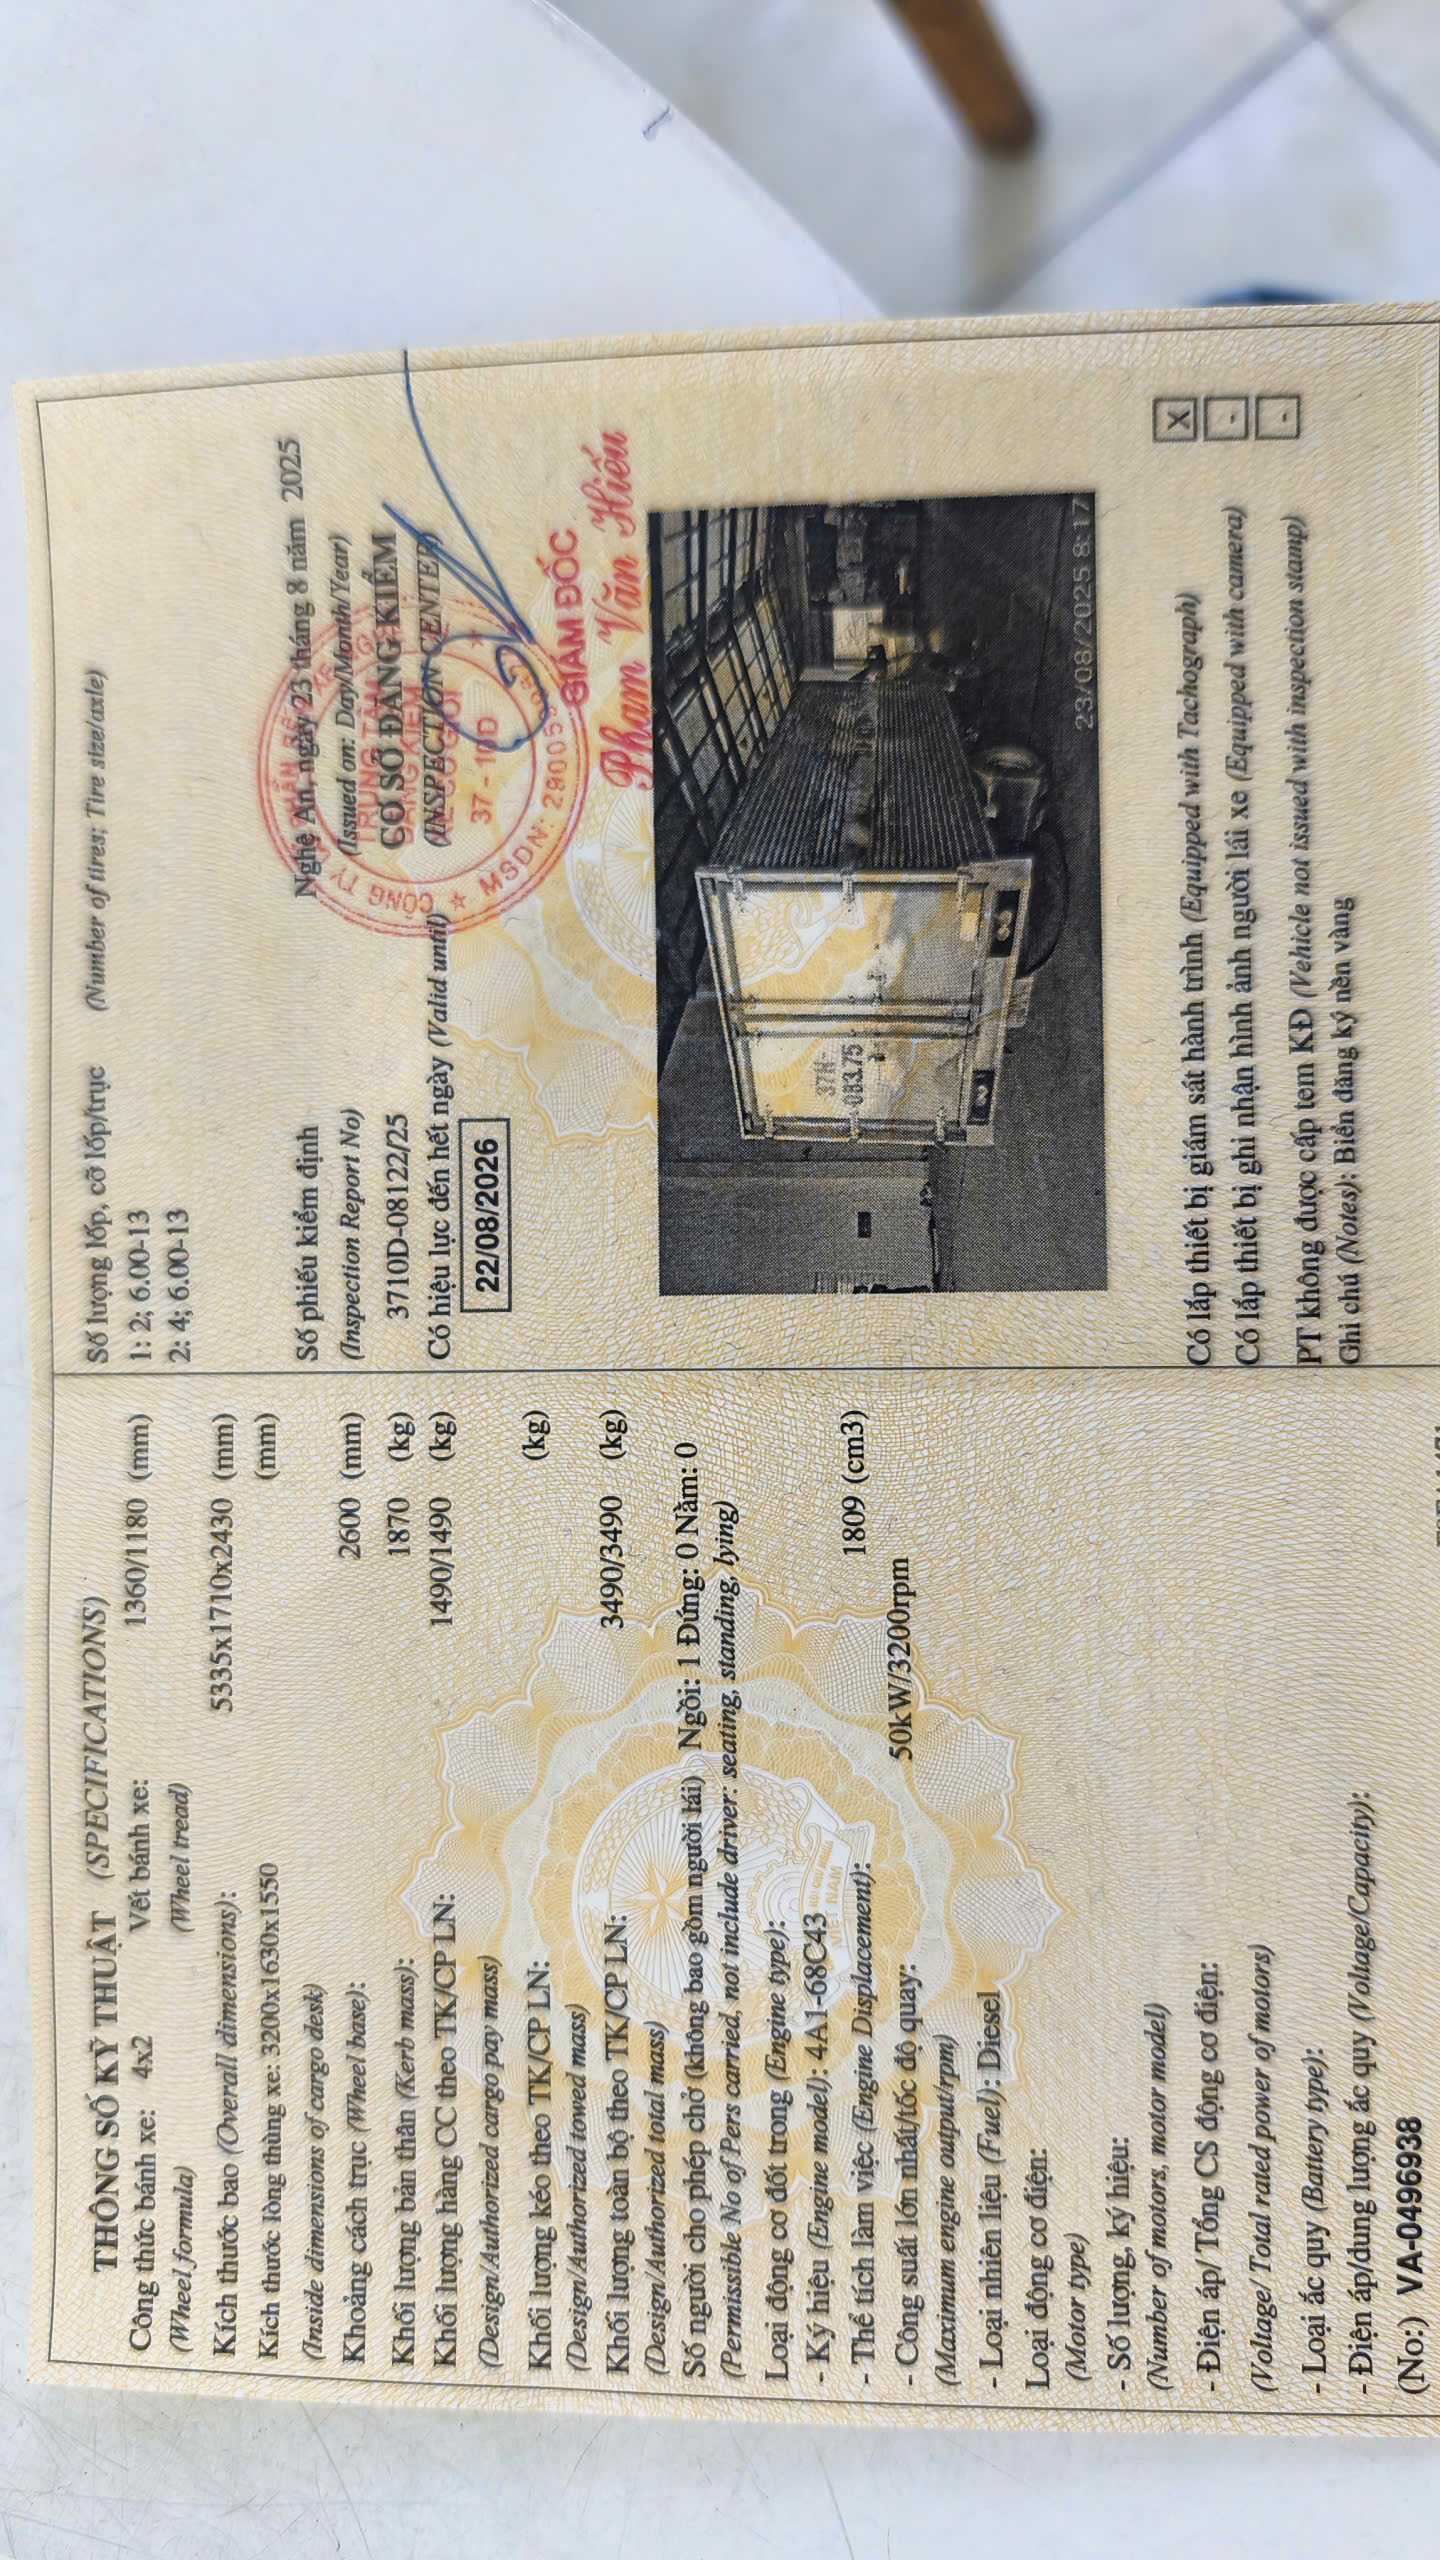 THÔNG SỐ KỸ THUẬT (SPECIFICATIONS)
Công thức bánh xe: 4x2 Vết bánh xe: 1360/1180 (mm)
(Wheel formula) (Wheel tread)
Kích thước bao (Overall dimensions): 5335x1710x2430 (mm)
Kích thước lòng thùng xe: 3200x1630x1550 (mm)
(Inside dimensions of cargo desk)
Khoảng cách trục (Wheel base): 2600 (mm)
Khối lượng bản thân (Kerb mass): 1870 (kg)
Khối lượng hàng CC theo TK/CP LN: 1490/1490 (kg)
(Design/Authorized cargo pay mass)
Khối lượng kéo theo TK/CP LN: (kg)
(Design/Authorized towed mass)
Khối lượng toàn bộ theo TK/CP LN: 3490/3490 (kg)
(Design/Authorized total mass)
Số người cho phép chở (không bao gồm người lái) Ngồi: 1 Đứng: 0 Nằm: 0
(Permissible No of Pers carried, not include driver: seating, standing, lying)
Loại động cơ đốt trong (Engine type):
- Ký hiệu (Engine model): 4A1-68C43
- Thể tích làm việc (Engine Displacement): 1809 (cm3)
- Công suất lớn nhất/tốc độ quay: 50kW/3200rpm
(Maximum engine output/rpm)
- Loại nhiên liệu (Fuel): Diesel
Loại động cơ điện:
(Motor type)
- Số lượng, ký hiệu:
(Number of motors, motor model)
- Điện áp/ Tổng CS động cơ điện:
(Voltage/ Total rated power of motors)
- Loại ắc quy (Battery type):
- Điện áp/dung lượng ắc quy (Voltage/Capacity):
(No:) VA-0496938
Số lượng lốp, cỡ lốp/trục (Number of tires; Tire size/axle)
1: 2; 6.00-13
2: 4; 6.00-13
Nghệ An, ngày 23 tháng 8 năm 2025
(Issued on: Day/Month/Year)
CƠ SỞ ĐĂNG KIỂM
(INSPECTION CENTER)
CÔNG TY CỔ PHẦN
TRUNG TÂM
ĐĂNG KIỂM
37 - 10D
MSDN:
GIÁM ĐỐC
Phạm Văn Hiếu
Số phiếu kiểm định
(Inspection Report No)
3710D-08122/25
Có hiệu lực đến hết ngày (Valid until)
22/08/2026
37H-
083.75
23/08/2025 8:17
Có lắp thiết bị giám sát hành trình (Equipped with Tachograph) X
Có lắp thiết bị ghi nhận hình ảnh người lái xe (Equipped with camera) -
PT không được cấp tem KĐ (Vehicle not issued with inspection stamp) -
Ghi chú (Notes): Biển đăng ký nền vàng